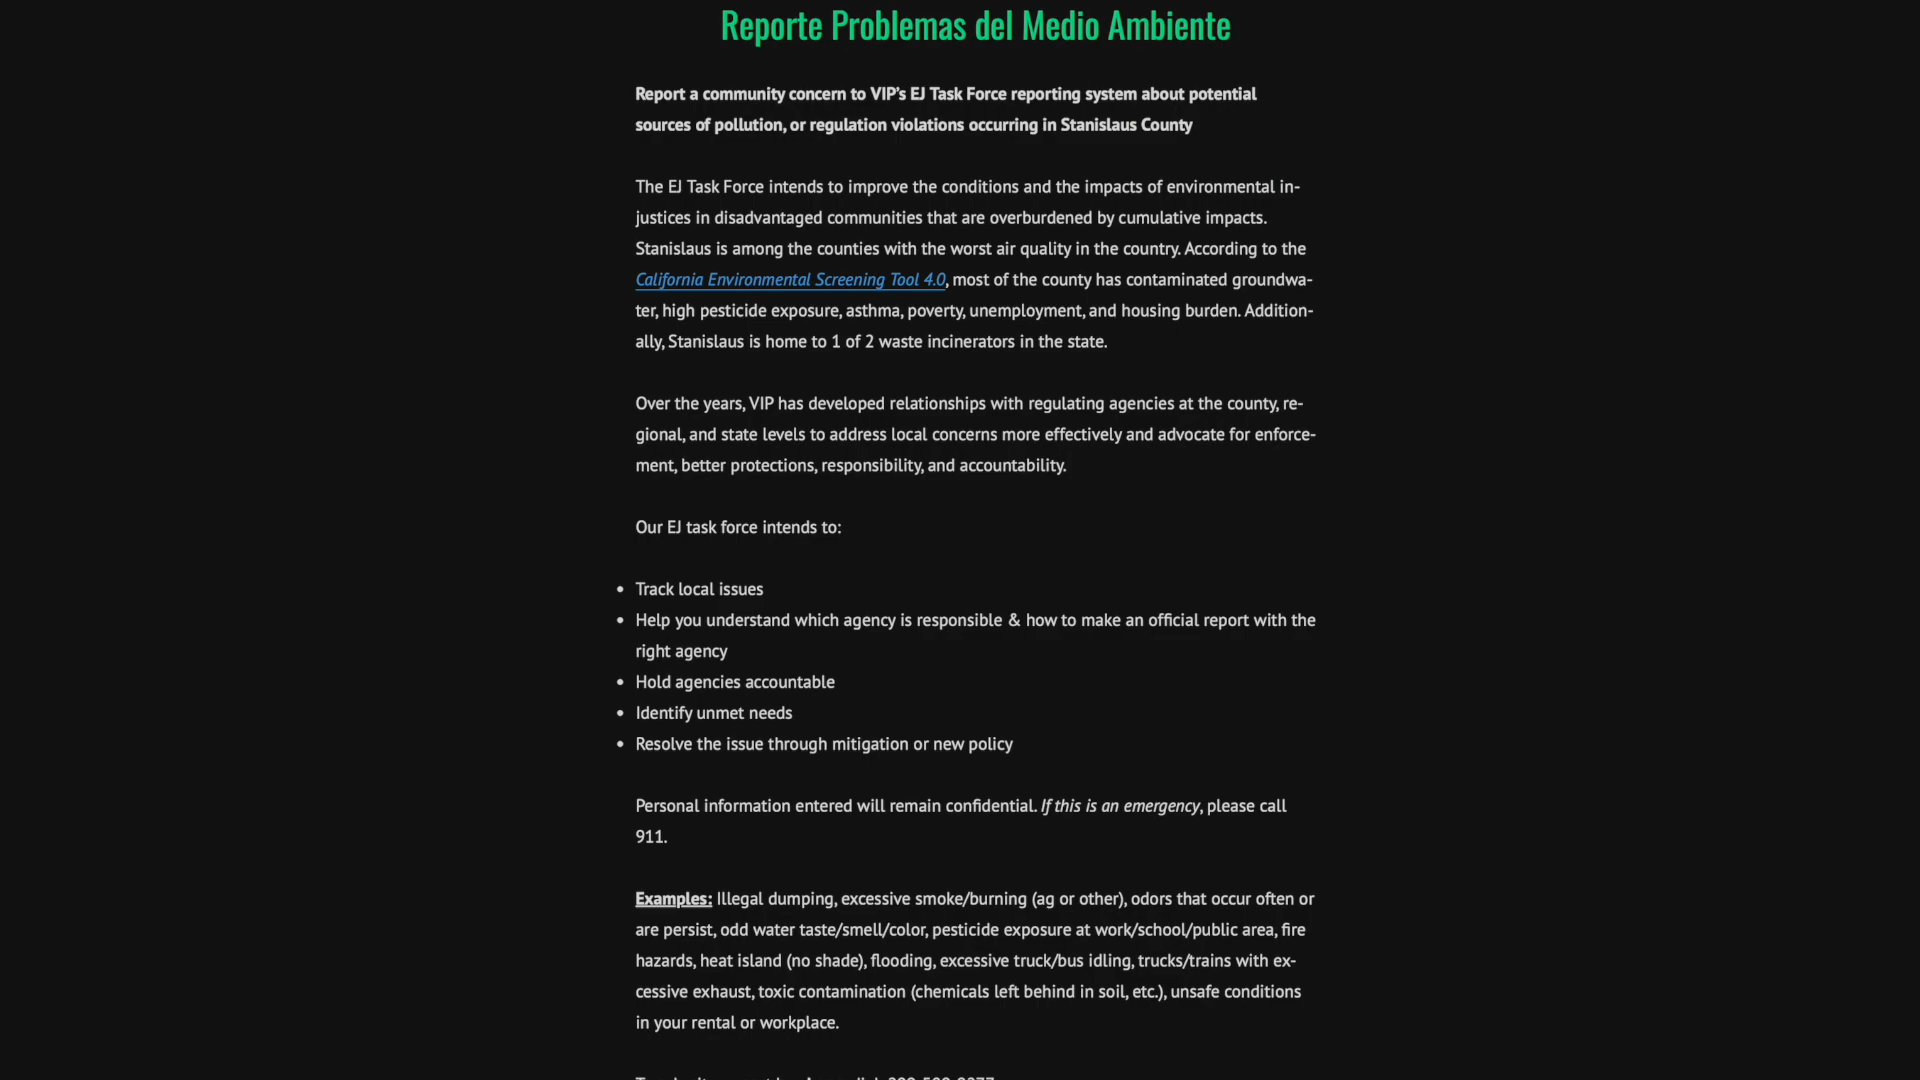 Reporte Problemas del Medio Ambiente
Report a community concern to VIP's EJ Task Force reporting system about potential
sources of pollution, or regulation violations occurring in Stanislaus County
The EJ Task Force intends to improve the conditions and the impacts of environmental in-
justices in disadvantaged communities that are overburdened by cumulative impacts.
Stanislaus is among the counties with the worst air quality in the country. According to the
California Environmental Screening Tool 4.0, most of the county has contaminated groundwa-
ter, high pesticide exposure, asthma, poverty, unemployment, and housing burden. Addition-
ally, Stanislaus is home to 1 of 2 waste incinerators in the state.
Over the years, VIP has developed relationships with regulating agencies at the county, re-
gional, and state levels to address local concerns more effectively and advocate for enforce-
ment, better protections, responsibility, and accountability.
Our EJ task force intends to:
• Track local issues
• Help you understand which agency is responsible & how to make an official report with the
right agency
• Hold agencies accountable
• Identify unmet needs
• Resolve the issue through mitigation or new policy
Personal information entered will remain confidential. If this is an emergency, please call
911.
Examples: Illegal dumping, excessive smoke/burning (ag or other), odors that occur often or
are persist, odd water taste/smell/color, pesticide exposure at work/school/public area, fire
hazards, heat island (no shade), flooding, excessive truck/bus idling, trucks/trains with ex-
cessive exhaust, toxic contamination (chemicals left behind in soil, etc.), unsafe conditions
in your rental or workplace.